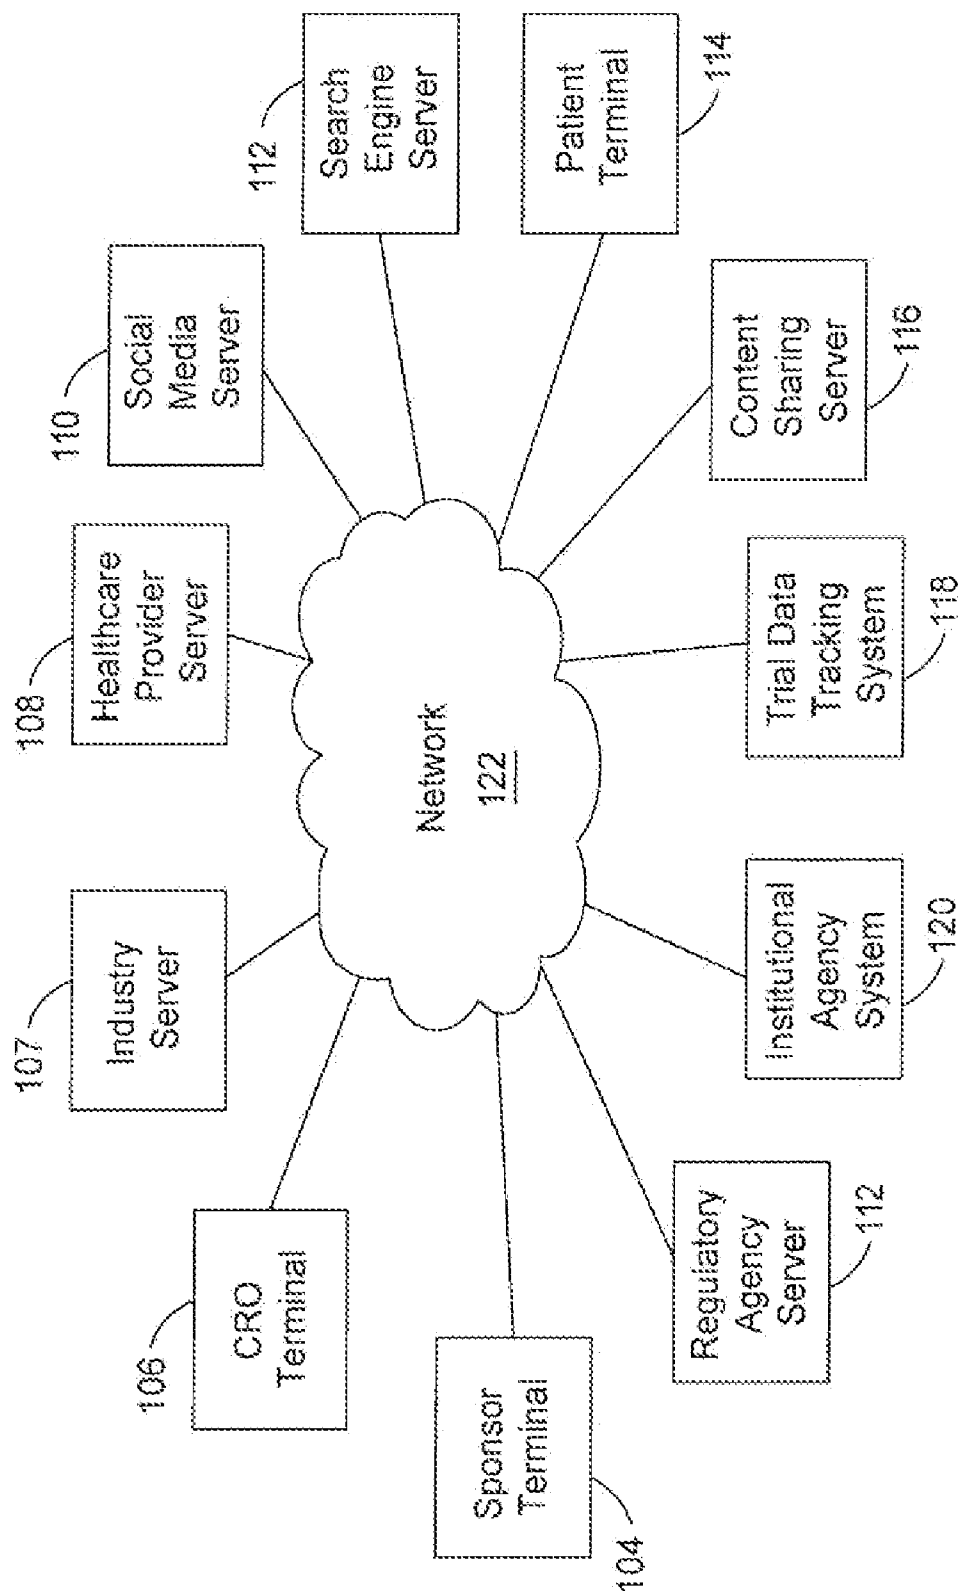 106
CRO
Terminal
107
Industry
Server
108
Healthcare
Provider
Server
110
Social
Media
Server
112
Search
Engine
Server
Network
122
Sponsor
Terminal
104
Regulatory
Agency
Server
112
Institutional
Agency
System
120
Trial Data
Tracking
System
118
Content
Sharing
Server
116
Patient
Terminal
114